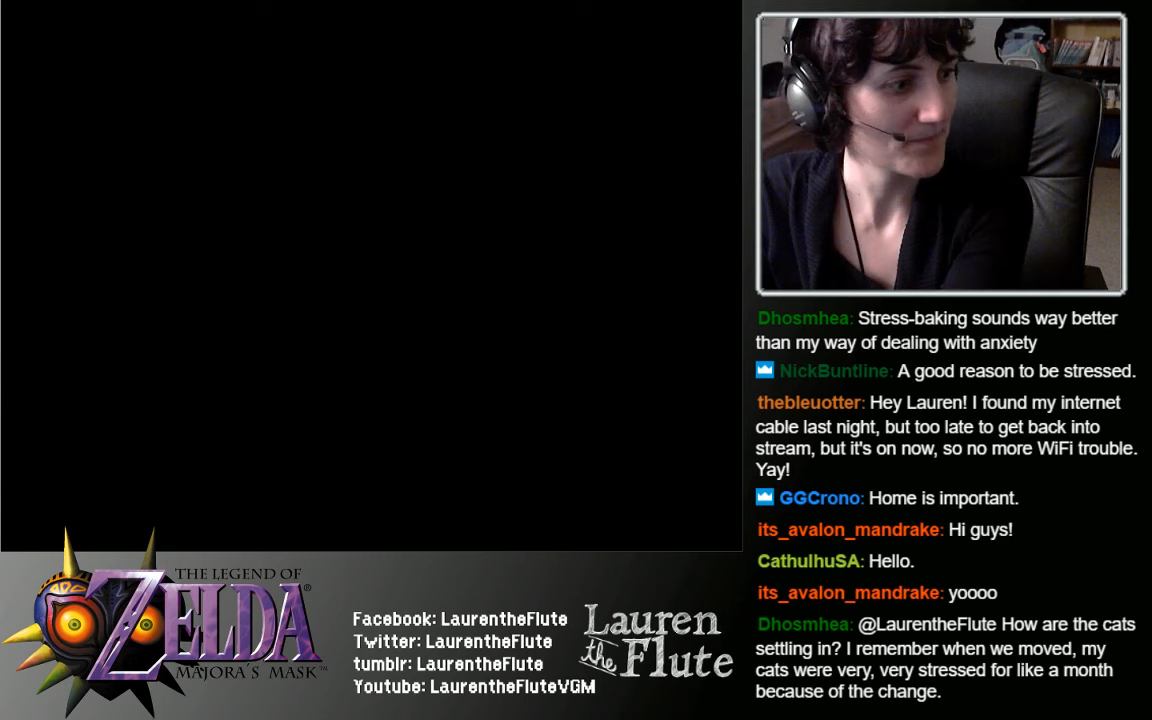 Dhosmhea: Stress-baking sounds way better
than my way of dealing with anxiety
NickBuntline: A good reason to be stressed.
thebleuotter: Hey Lauren! I found my internet
cable last night, but too late to get back into
stream, but it's on now, so no more WiFi trouble.
Yay!
GGCrono: Home is important.
its_avalon_mandrake: Hi guys!
CathulhuSA: Hello.
its_avalon_mandrake: yoooo
Dhosmhea: @LaurentheFlute How are the cats
settling in? I remember when we moved, my
cats were very, very stressed for like a month
because of the change.
THE LEGEND OF
ZELDA®
MAJORA'S MASK™
Facebook: LaurentheFlute
Twitter: LaurentheFlute
tumblr: LaurentheFlute
Youtube: LaurentheFluteVGM
Lauren
the Flute